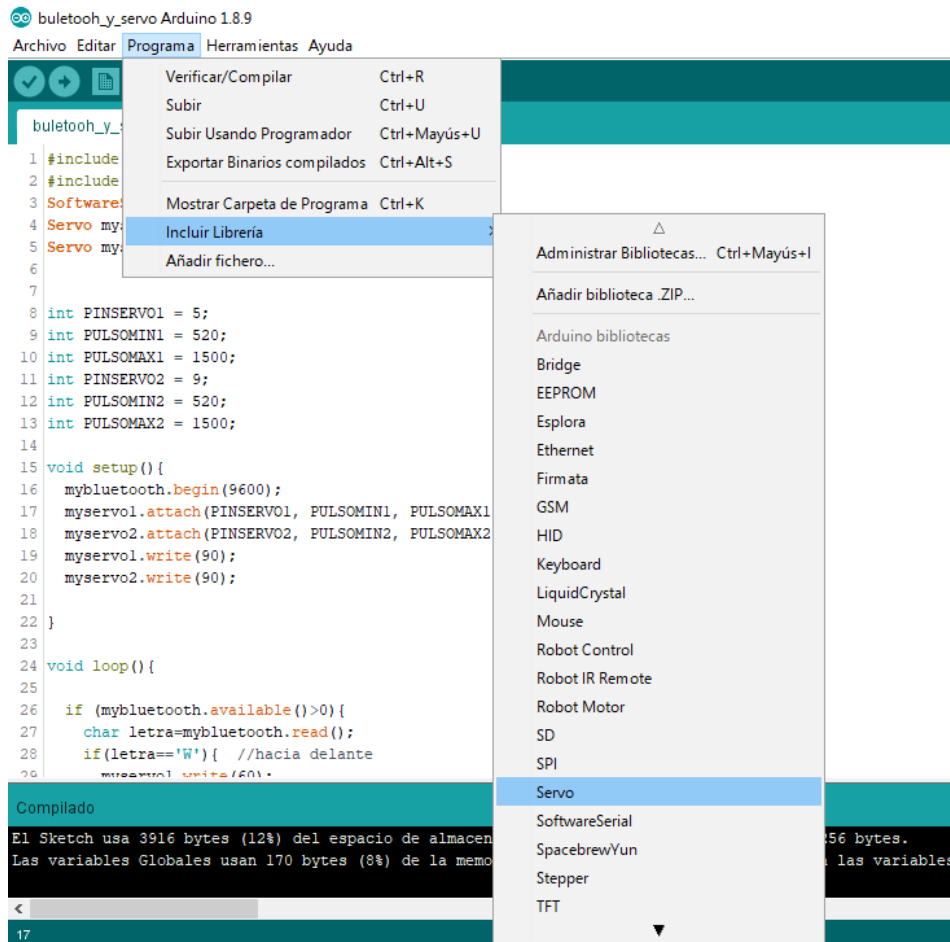 buletooh_y_servo Arduino 1.8.9
Archivo Editar Programa Herramientas Ayuda
Verificar/Compilar Ctrl+R
Subir Ctrl+U
Subir Usando Programador Ctrl+Mayús+U
Exportar Binarios compilados Ctrl+Alt+S
Mostrar Carpeta de Programa Ctrl+K
Incluir Librería
Añadir fichero...
Administrar Bibliotecas... Ctrl+Mayús+I
Añadir biblioteca .ZIP...
Arduino bibliotecas
Bridge
EEPROM
Esplora
Ethernet
Firmata
GSM
HID
Keyboard
LiquidCrystal
Mouse
Robot Control
Robot IR Remote
Robot Motor
SD
SPI
Servo
SoftwareSerial
SpacebrewYun
Stepper
TFT
buletooh_y_s
1 #include
2 #include
3 SoftwareS
4 Servo mys
5 Servo mys
6
7
8 int PINSERVO1 = 5;
9 int PULSOMIN1 = 520;
10 int PULSOMAX1 = 1500;
11 int PINSERVO2 = 9;
12 int PULSOMIN2 = 520;
13 int PULSOMAX2 = 1500;
14
15 void setup(){
16 mybluetooth.begin(9600);
17 myservo1.attach(PINSERVO1, PULSOMIN1, PULSOMAX1
18 myservo2.attach(PINSERVO2, PULSOMIN2, PULSOMAX2
19 myservo1.write(90);
20 myservo2.write(90);
21
22 }
23
24 void loop(){
25
26 if (mybluetooth.available()>0){
27 char letra=mybluetooth.read();
28 if(letra=='W'){ //hacia delante
29 myservo1.write(60);
Compilado
El Sketch usa 3916 bytes (12%) del espacio de almacen 256 bytes.
Las variables Globales usan 170 bytes (8%) de la memo las variables
17